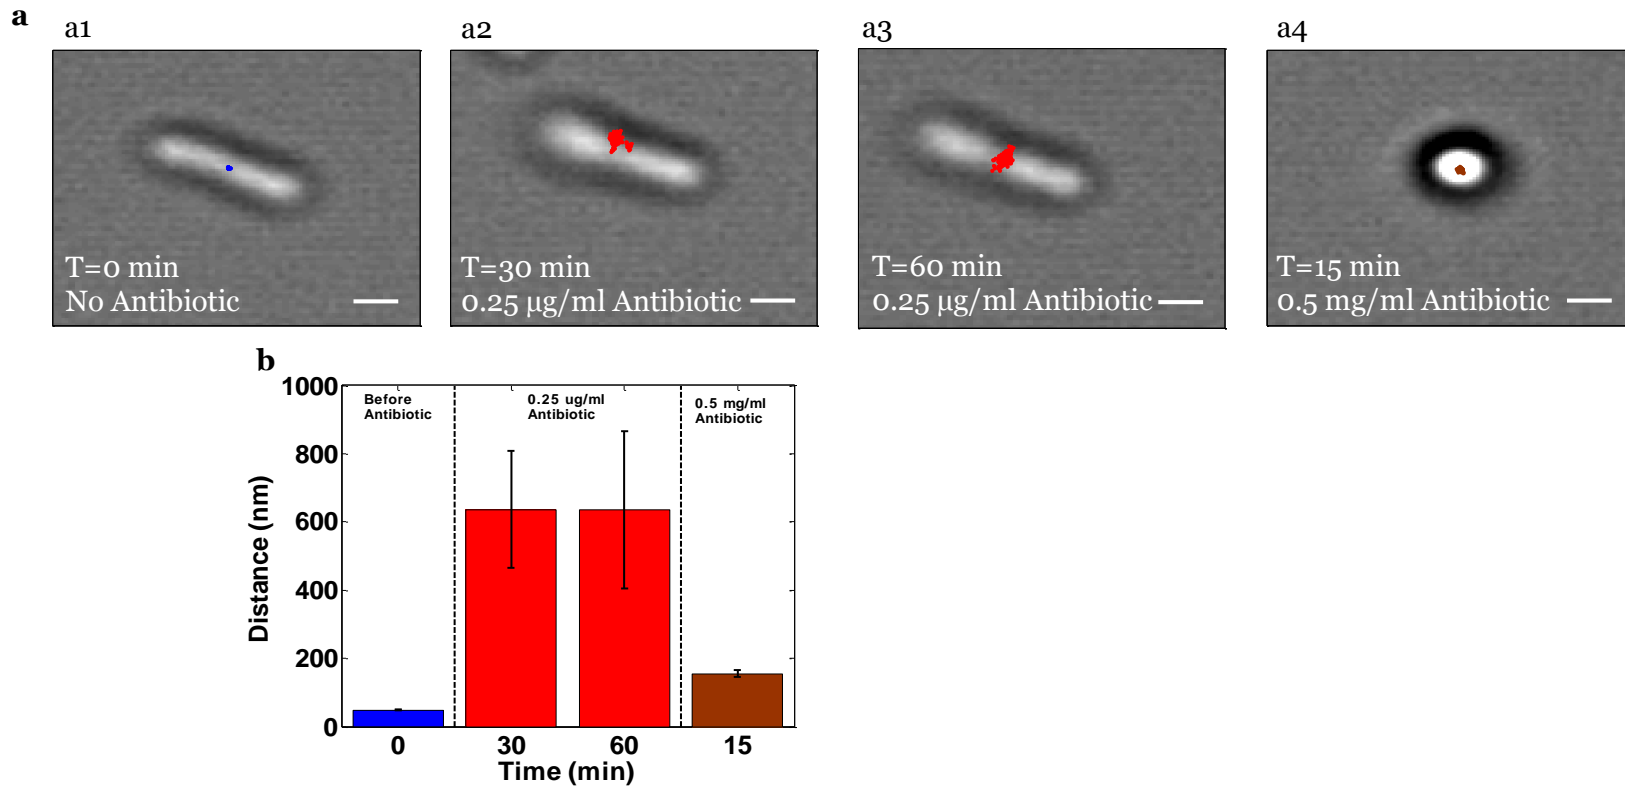 a
a1
a2
a3
a4
T=0 min
No Antibiotic
T=30 min
0.25 µg/ml Antibiotic
T=60 min
0.25 µg/ml Antibiotic
T=15 min
0.5 mg/ml Antibiotic
b
1000
800
600
400
200
0
Distance (nm)
Before
Antibiotic
0.25 ug/ml
Antibiotic
0.5 mg/ml
Antibiotic
0
30
60
15
Time (min)